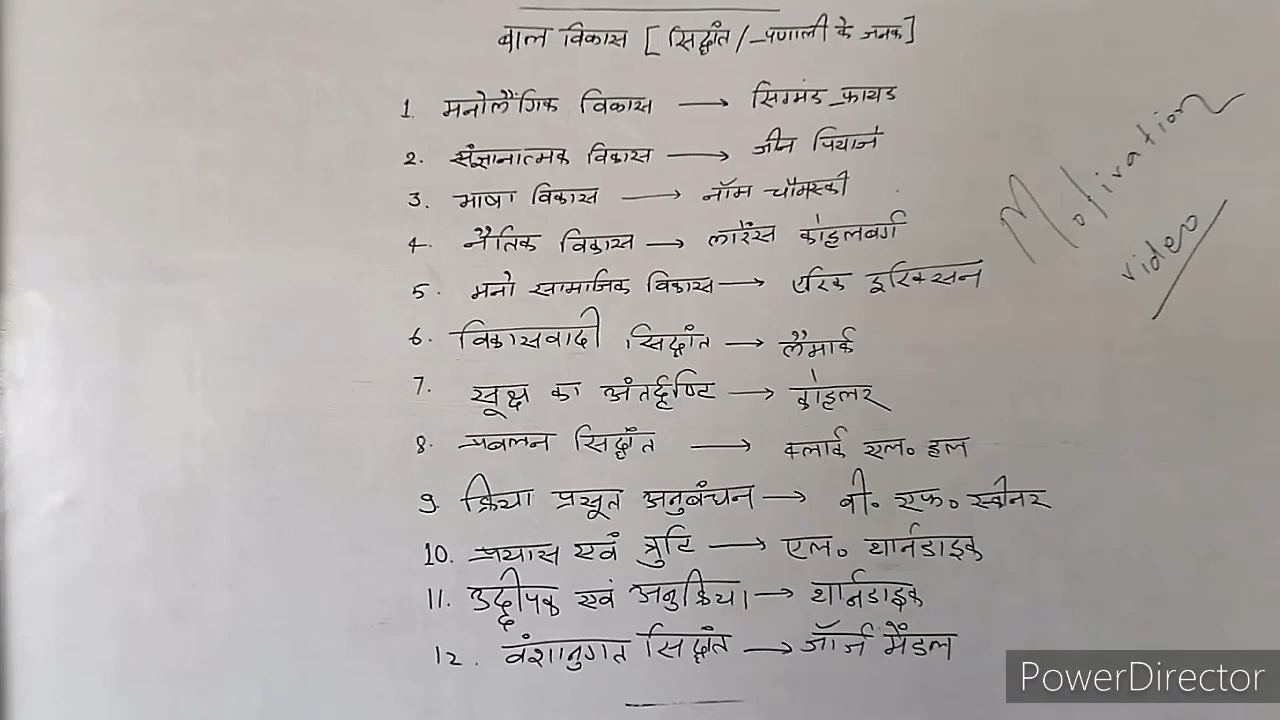 बाल विकास [ सिद्धांत / प्रणाली के जनक ]
1. मनोलैंगिक विकास → सिग्मंड फ्रायड
2. संज्ञानात्मक विकास → जीन पियाजे
3. भाषा विकास → नॉम चौमस्की
4. नैतिक विकास → लारेंस कोहलबर्ग
5. मनो सामाजिक विकास → एरिक इरिक्सन
6. विकासवादी सिद्धांत → लैमार्क
7. सूक्ष का अंतर्दृष्टि → कोहलर
8. प्रबलन सिद्धांत → क्लार्क एल० हल
9. क्रिया प्रसूत अनुबंधन → बी० एफ० स्कीनर
10. प्रयास एवं त्रुटि → एल० थार्नडाइक
11. उद्दीपक एवं अनुक्रिया → थार्नडाइक
12. वंशानुगत सिद्धांत → जॉर्ज मेंडल
Motivation
video
PowerDirector